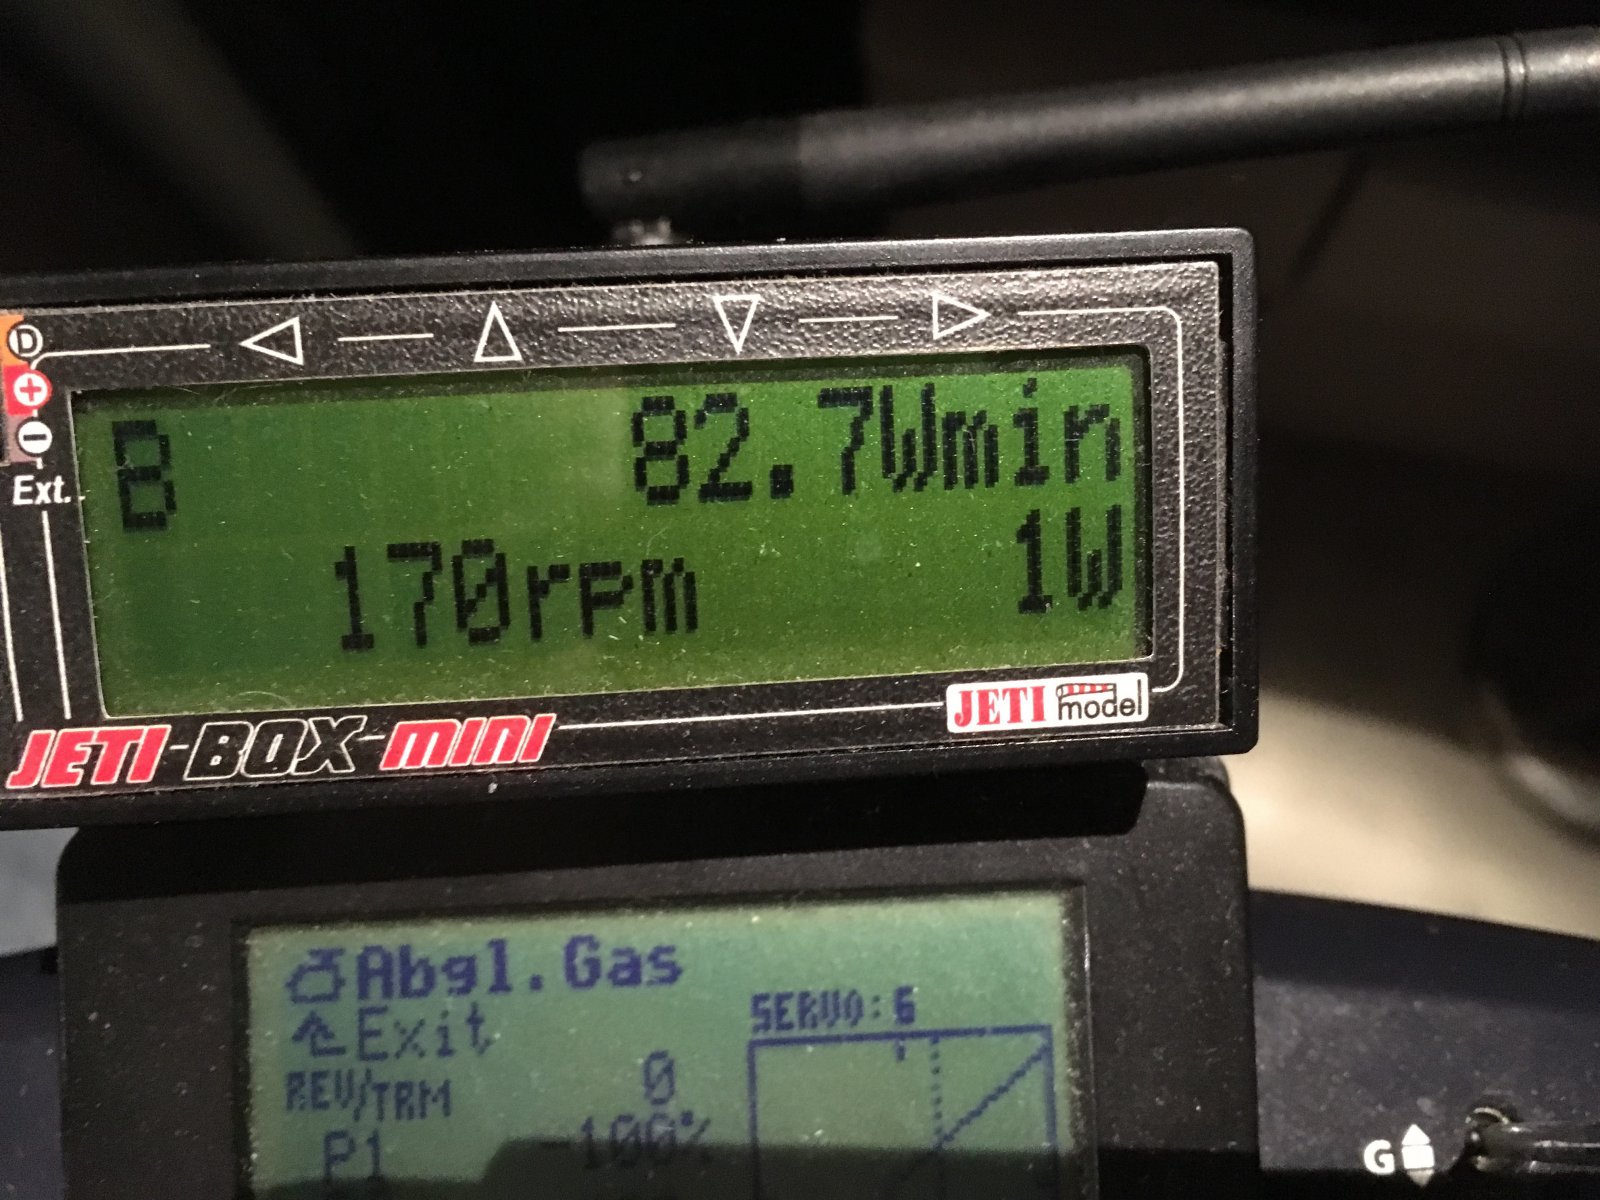 D
+
−
Ext.
B 82.7Wmin
170rpm 1W
JETI-BOX-MINI
JETI model
Abgl.Gas
Exit
SERVO: 6
REV/TRM 0
P1 100%
G